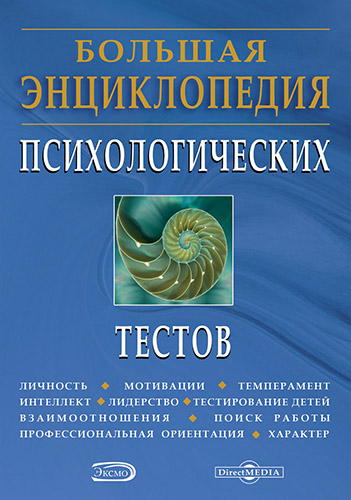 БОЛЬШАЯ
ЭНЦИКЛОПЕДИЯ
ПСИХОЛОГИЧЕСКИХ
ТЕСТОВ
ЛИЧНОСТЬ ◆ МОТИВАЦИИ ◆ ТЕМПЕРАМЕНТ
ИНТЕЛЛЕКТ ◆ ЛИДЕРСТВО ◆ ТЕСТИРОВАНИЕ ДЕТЕЙ
ВЗАИМООТНОШЕНИЯ ◆ ПОИСК РАБОТЫ
ПРОФЕССИОНАЛЬНАЯ ОРИЕНТАЦИЯ ◆ ХАРАКТЕР
ЭКСМО
DirectMEDIA